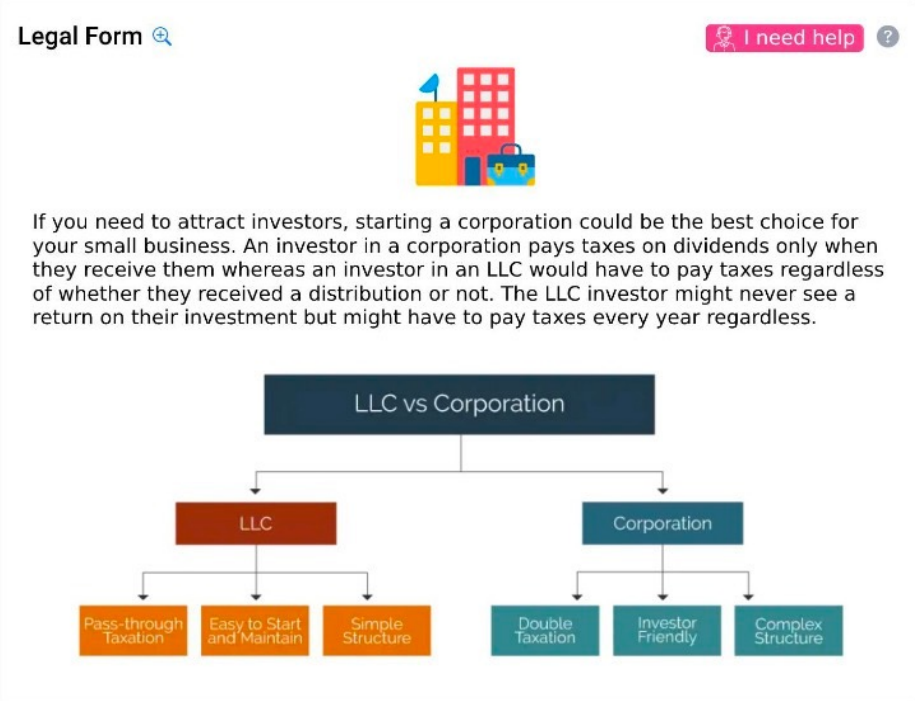 Legal Form
I need help
?
If you need to attract investors, starting a corporation could be the best choice for
your small business. An investor in a corporation pays taxes on dividends only when
they receive them whereas an investor in an LLC would have to pay taxes regardless
of whether they received a distribution or not. The LLC investor might never see a
return on their investment but might have to pay taxes every year regardless.
LLC vs Corporation
LLC
Corporation
Pass-through
Taxation
Easy to Start
and Maintain
Simple
Structure
Double
Taxation
Investor
Friendly
Complex
Structure